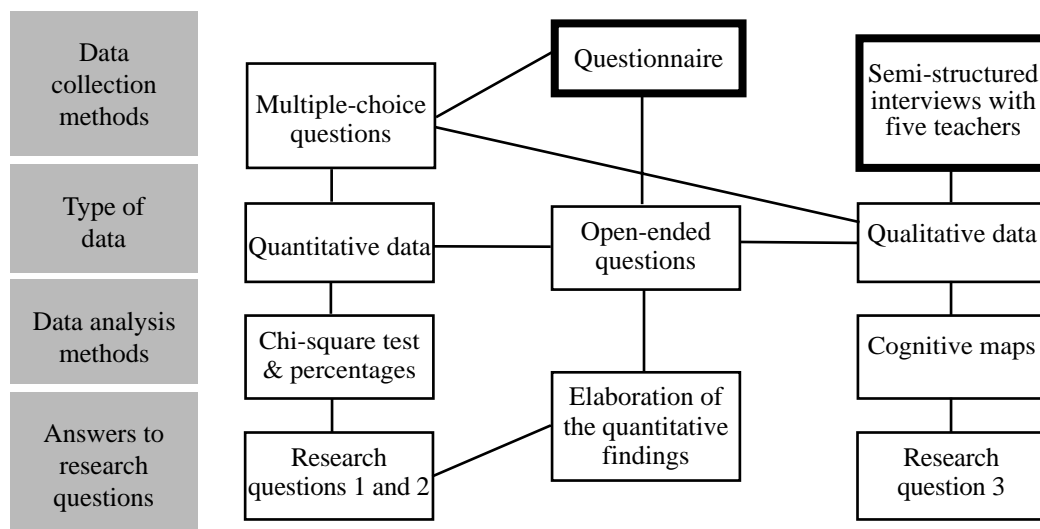 Data
collection
methods
Multiple-choice
questions
Questionnaire
Semi-structured
interviews with
five teachers
Type of
data
Quantitative data
Open-ended
questions
Qualitative data
Data analysis
methods
Chi-square test
& percentages
Cognitive maps
Answers to
research
questions
Research
questions 1 and 2
Elaboration of
the quantitative
findings
Research
question 3